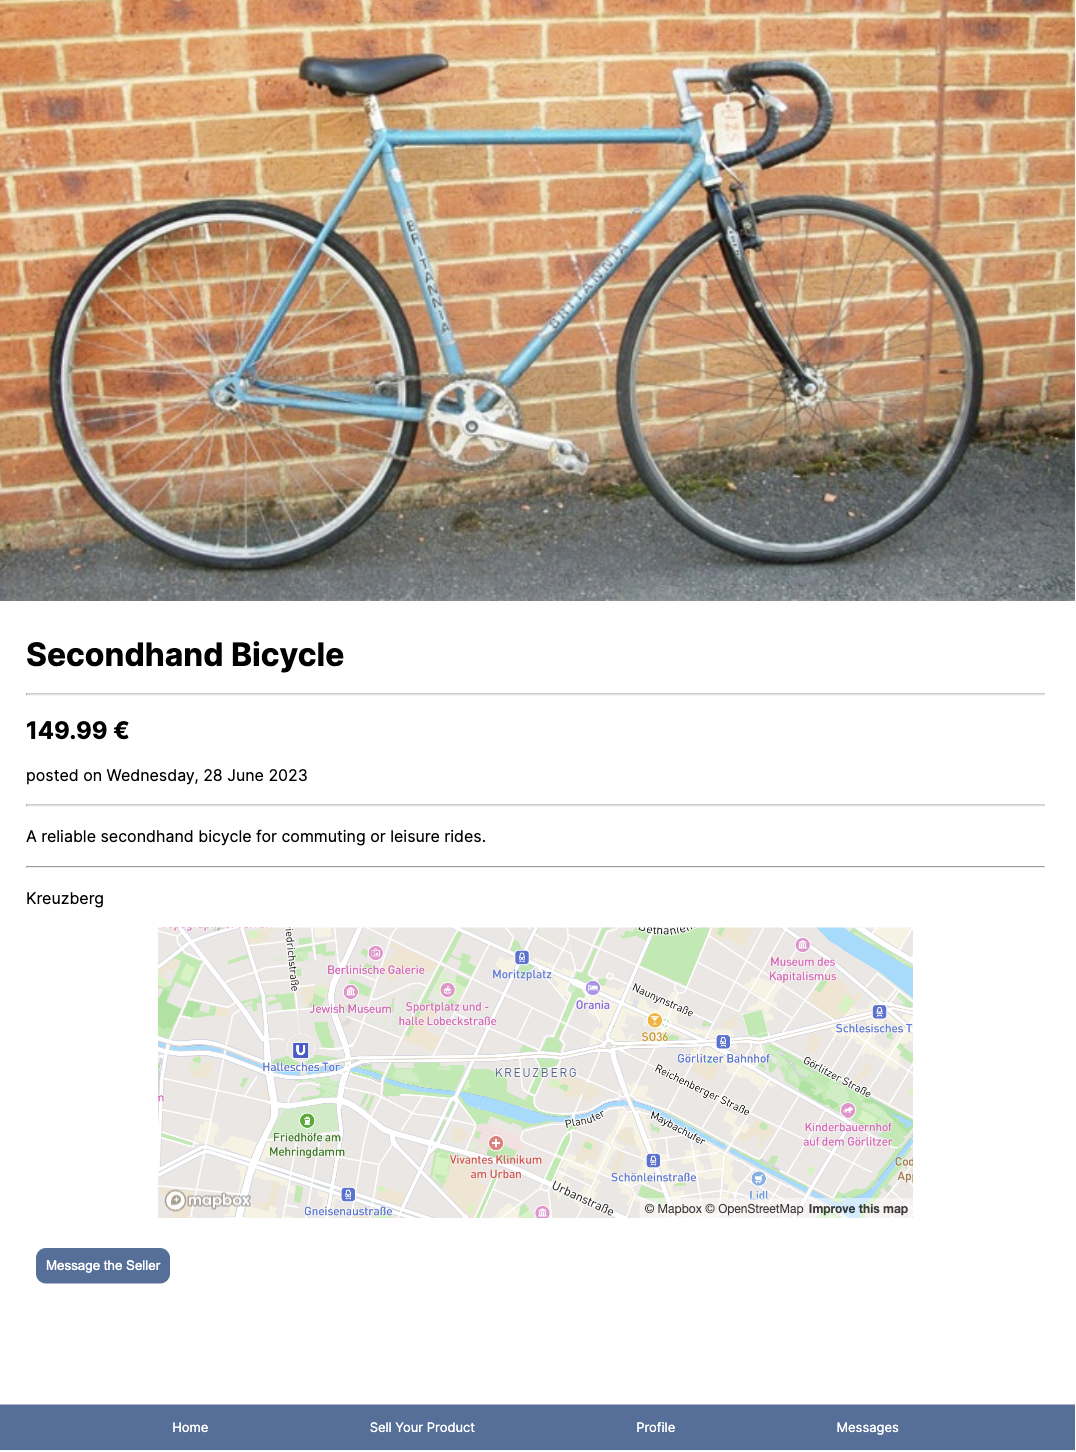 BRITANNIA
BRITANNIA
Secondhand Bicycle
149.99 €
posted on Wednesday, 28 June 2023
A reliable secondhand bicycle for commuting or leisure rides.
Kreuzberg
Berlinische Galerie
Moritzplatz
Museum des
Kapitalismus
Jewish Museum
Sportplatz und -
halle Lobeckstraße
Orania
Naunynstraße
SO36
Schlesisches T
Hallesches Tor
KREUZBERG
Görlitzer Bahnhof
Görlitzer Straße
Reichenberger Straße
Planufer
Maybachufer
Kinderbauernhof
auf dem Görlitzer
Friedhöfe am
Mehringdamm
Vivantes Klinikum
am Urban
Schönleinstraße
Urbanstraße
Lidl
Gneisenaustraße
mapbox
© Mapbox © OpenStreetMap Improve this map
Message the Seller
Home
Sell Your Product
Profile
Messages